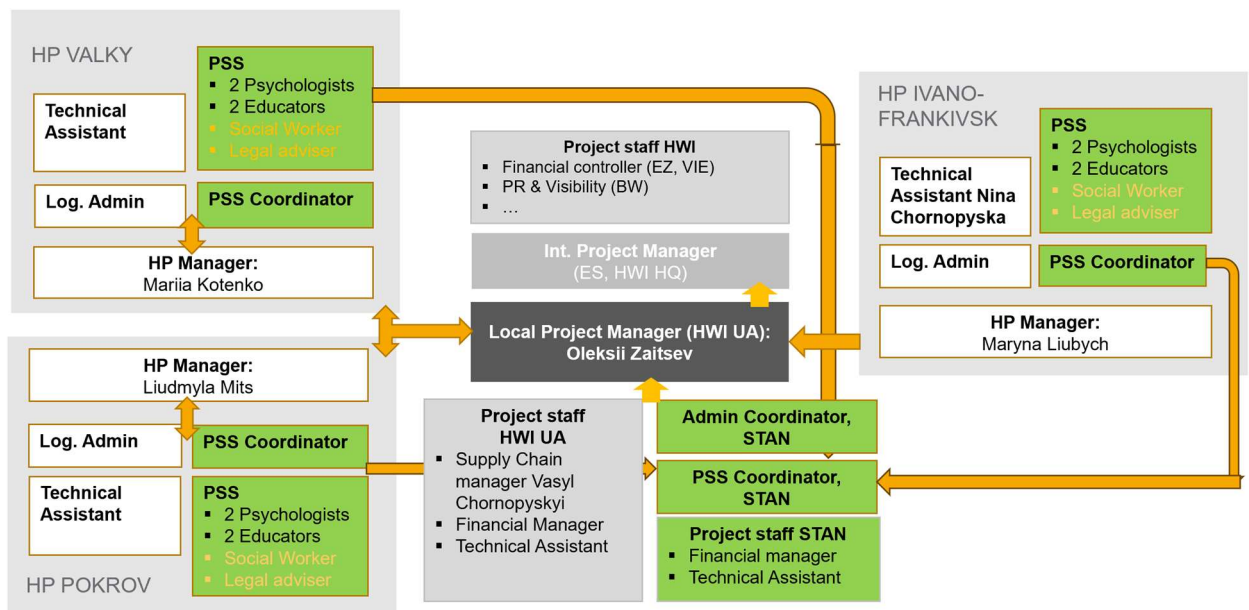 HP VALKY
PSS
2 Psychologists
2 Educators
Social Worker
Legal adviser
Technical
Assistant
Log. Admin
PSS Coordinator
HP Manager:
Mariia Kotenko
HP Manager:
Liudmyla Mits
Log. Admin
PSS Coordinator
Technical
Assistant
PSS
2 Psychologists
2 Educators
Social Worker
Legal adviser
HP POKROV
Project staff HWI
Financial controller (EZ, VIE)
PR & Visibility (BW)
…
Int. Project Manager
(ES, HWI HQ)
Local Project Manager (HWI UA):
Oleksii Zaitsev
Project staff
HWI UA
Supply Chain
manager Vasyl
Chornopyskyi
Financial Manager
Technical Assistant
Admin Coordinator,
STAN
PSS Coordinator,
STAN
Project staff STAN
Financial manager
Technical Assistant
HP IVANO-
FRANKIVSK
PSS
2 Psychologists
2 Educators
Social Worker
Legal adviser
Technical
Assistant Nina
Chornopyska
Log. Admin
PSS Coordinator
HP Manager:
Maryna Liubych